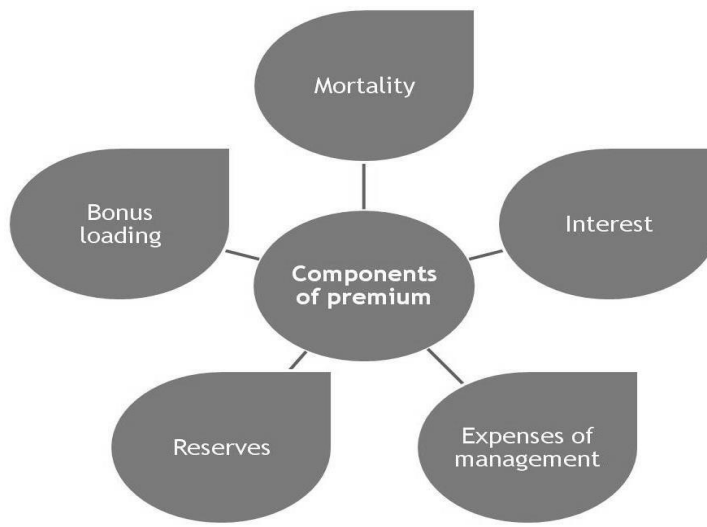 Mortality
Bonus
loading
Interest
Components
of premium
Reserves
Expenses of
management